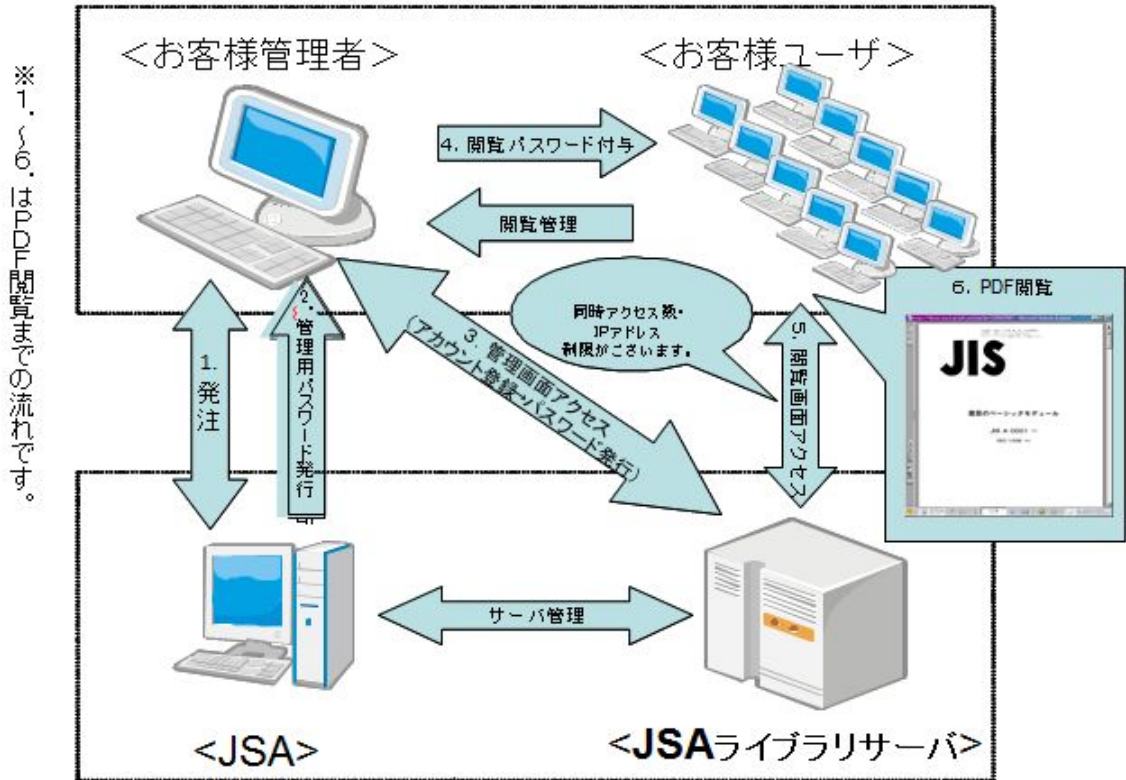 ※1．～6．はPDF閲覧までの流れです。
＜お客様管理者＞
＜お客様ユーザ＞
4. 閲覧パスワード付与
閲覧管理
同時アクセス数・
IPアドレス
制限がございます。
1．発注
2．管理用パスワード発行
3．管理画面アクセス
(アカウント登録→パスワード発行)
5．閲覧画面アクセス
6．PDF閲覧
JIS
サーバ管理
<JSA>
<JSAライブラリサーバ>